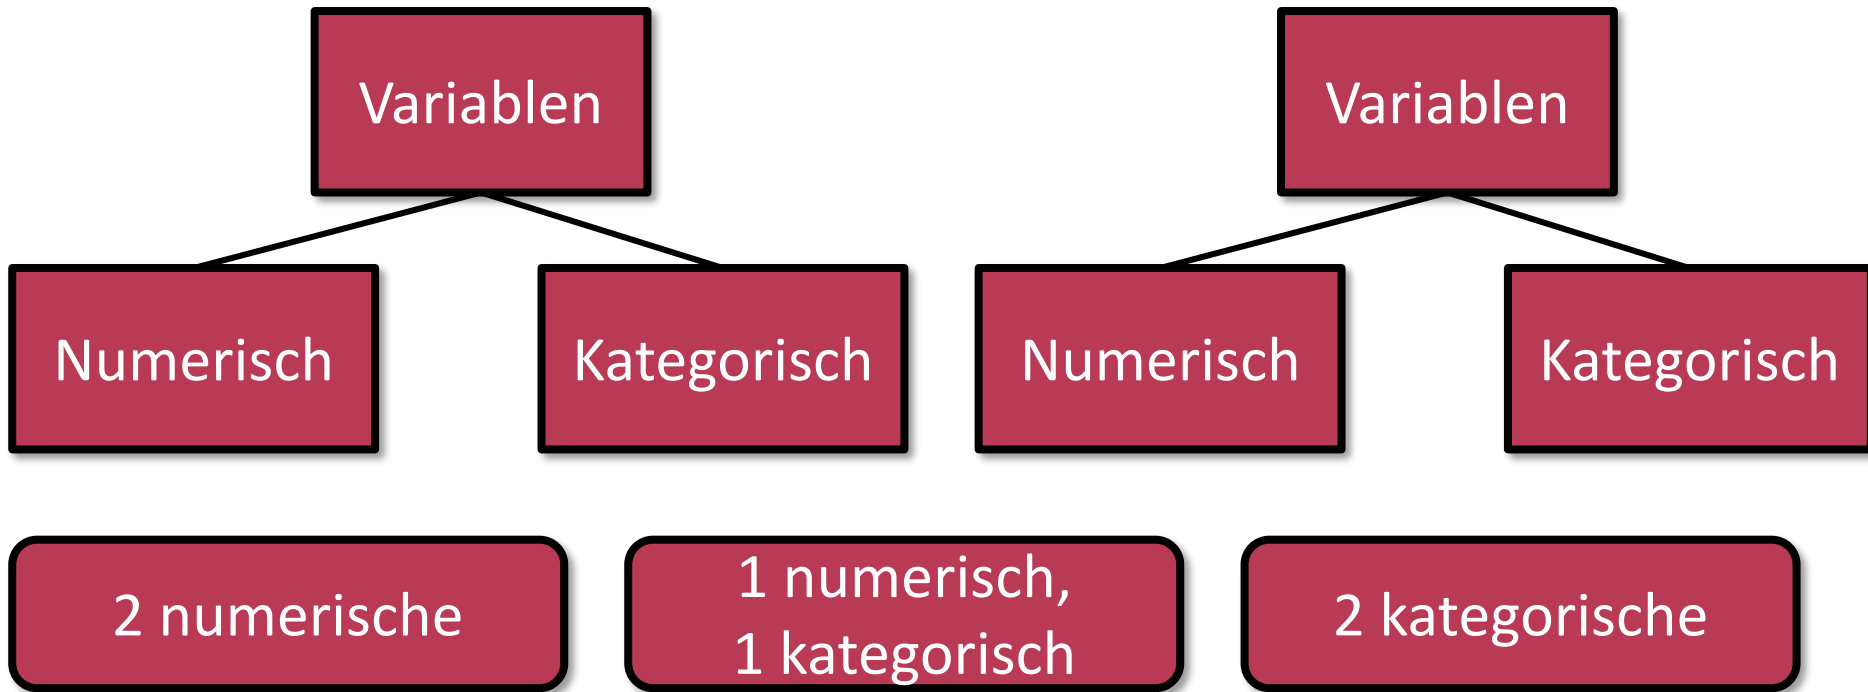 Variablen
Variablen
Numerisch
Kategorisch
Numerisch
Kategorisch
2 numerische
1 numerisch,
1 kategorisch
2 kategorische